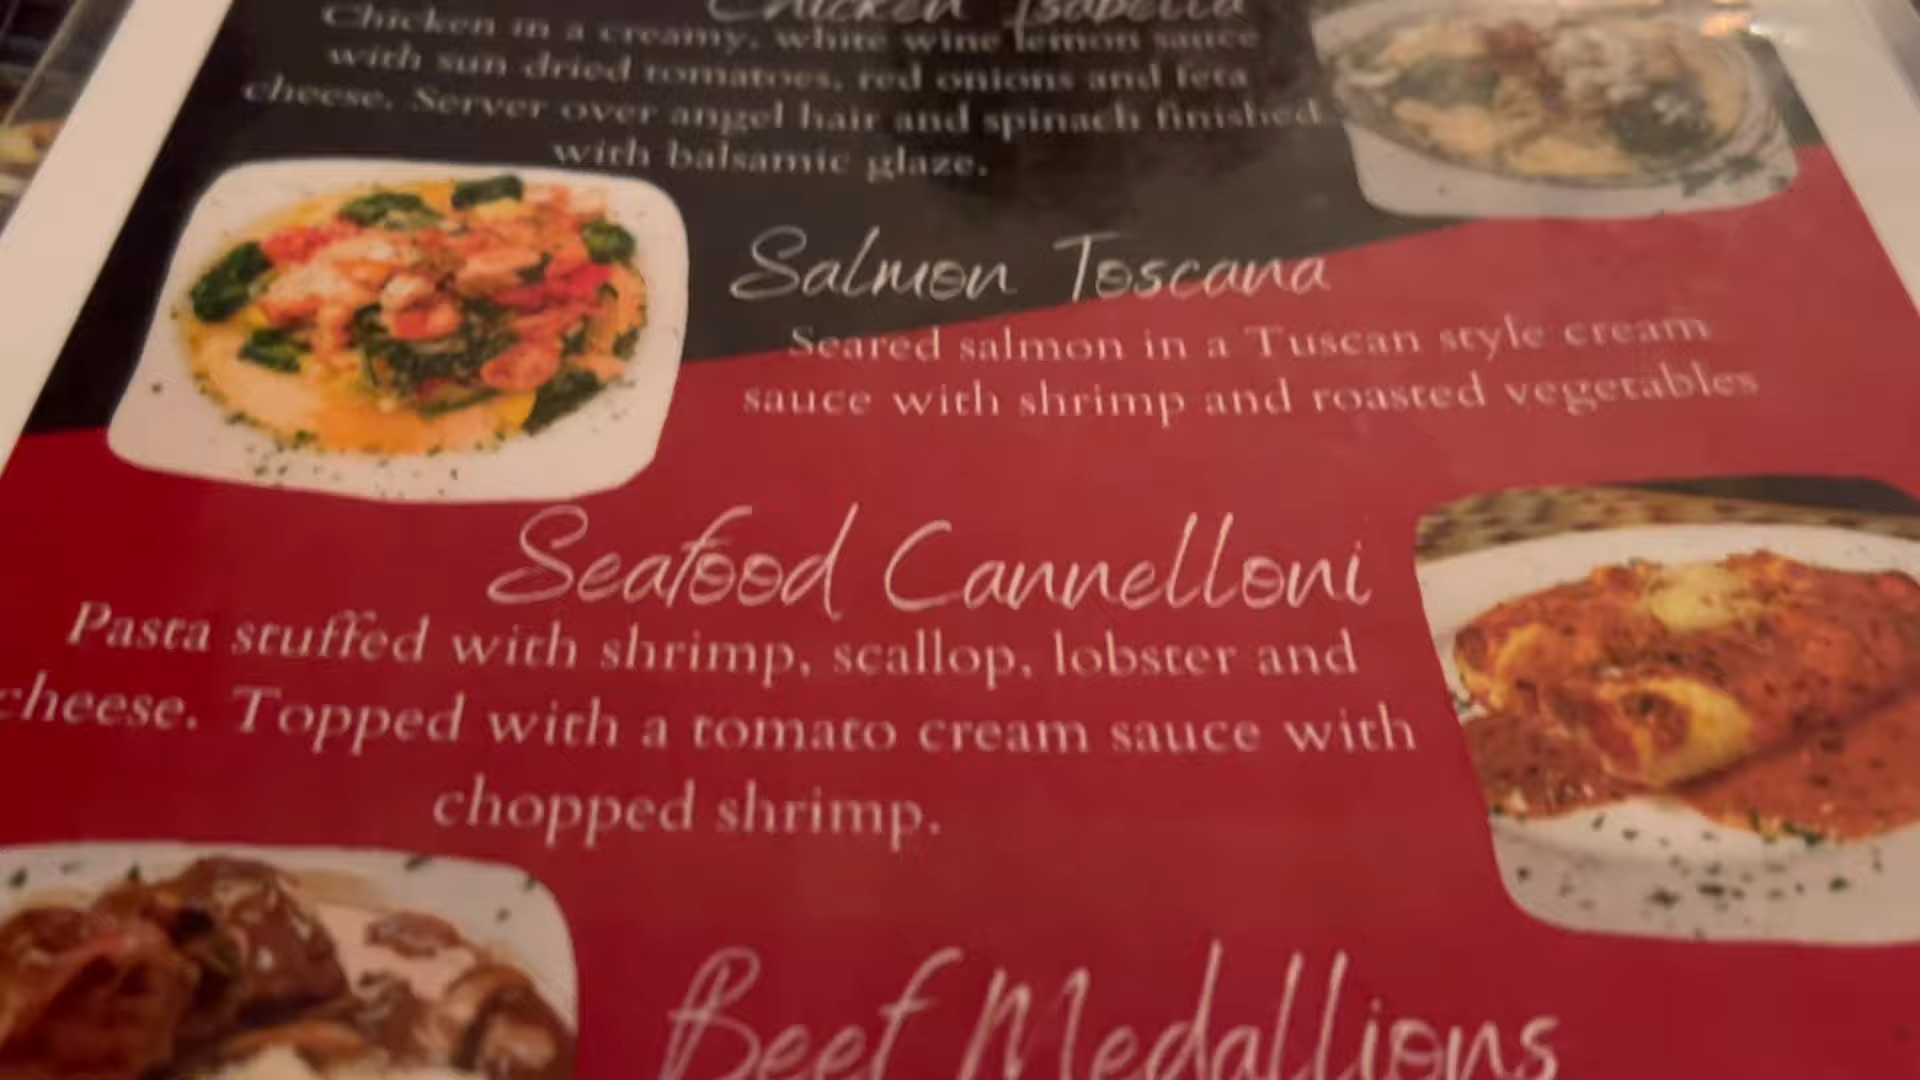 Chicken Isabella
Chicken in a creamy, white wine lemon sauce
with sun dried tomatoes, red onions and feta
cheese. Server over angel hair and spinach finished
with balsamic glaze.
Salmon Toscana
Seared salmon in a Tuscan style cream
sauce with shrimp and roasted vegetables
Seafood Cannelloni
Pasta stuffed with shrimp, scallop, lobster and
cheese. Topped with a tomato cream sauce with
chopped shrimp.
Beef Medallions